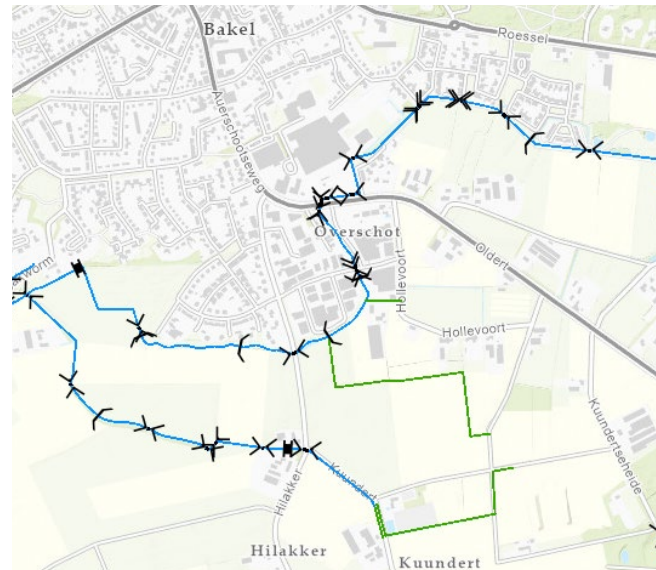 Bakel
Roessel
Auerschootseweg
Overschot
Oldert
Hollevoort
Hollevoort
Kuundertseheide
Kuundert
Hilakker
Hilakker
Kuundert